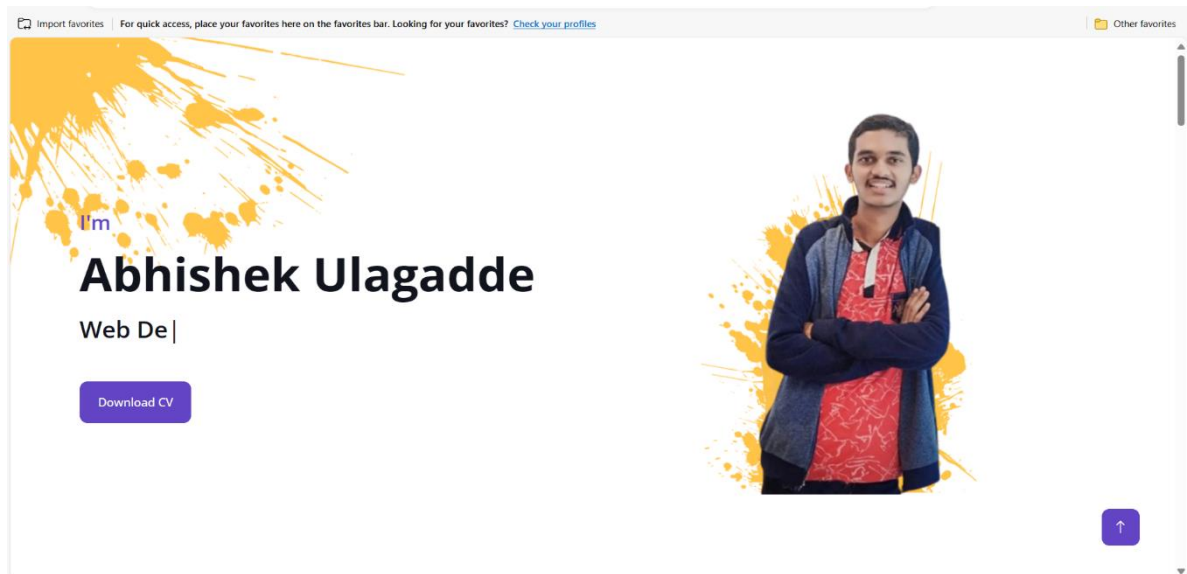 Import favorites For quick access, place your favorites here on the favorites bar. Looking for your favorites? Check your profiles Other favorites
I'm
Abhishek Ulagadde
Web De|
Download CV